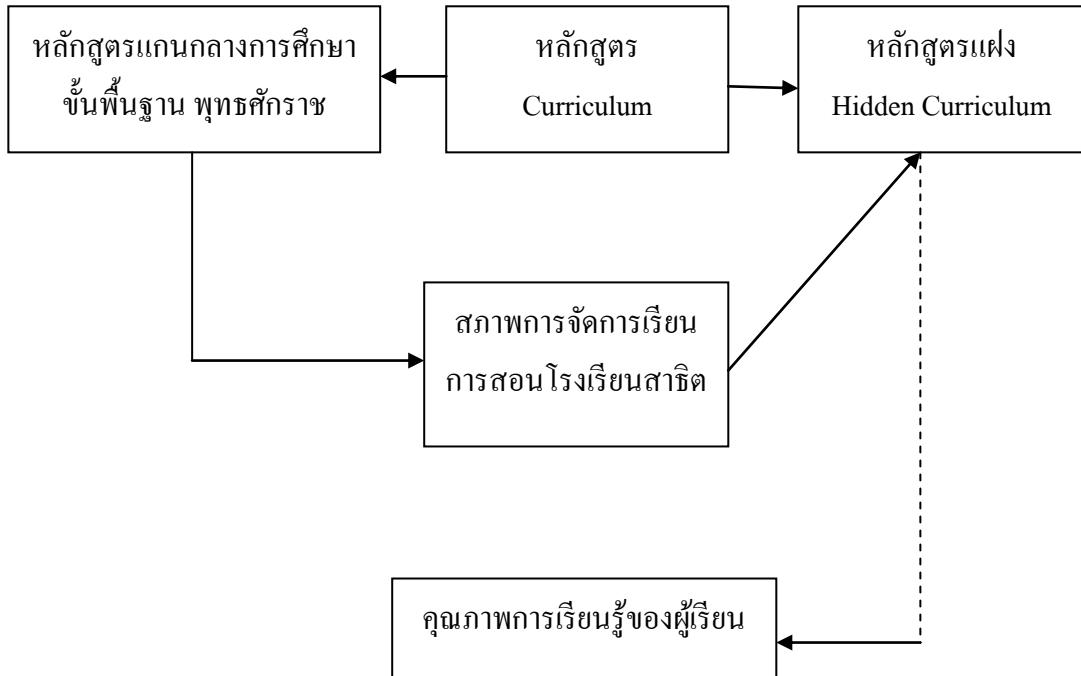 หลักสูตรแกนกลางการศึกษา
ขั้นพื้นฐาน พุทธศักราช
หลักสูตร
Curriculum
หลักสูตรแฝง
Hidden Curriculum
สภาพการจัดการเรียน
การสอนโรงเรียนสาธิต
คุณภาพการเรียนรู้ของผู้เรียน